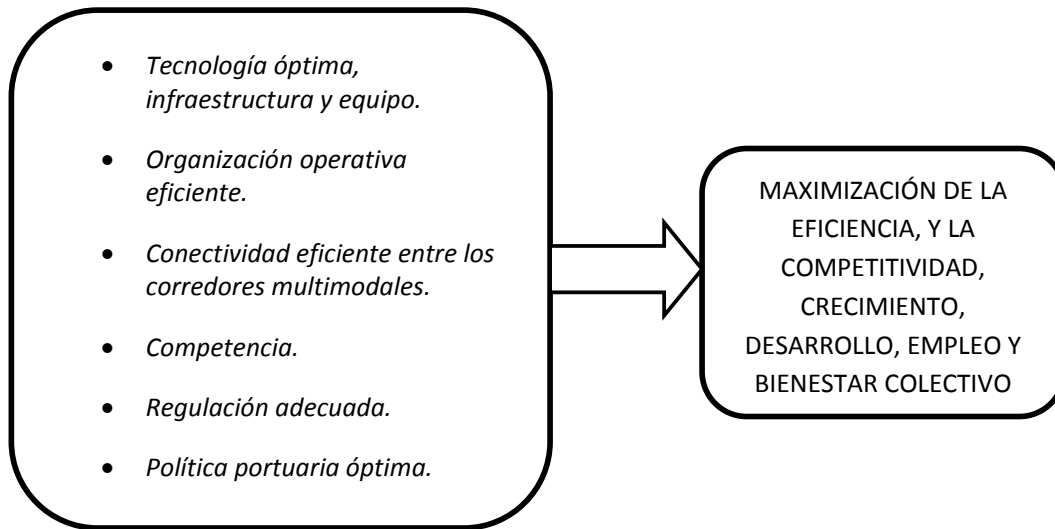 • Tecnología óptima,
infraestructura y equipo.
• Organización operativa
eficiente.
• Conectividad eficiente entre los
corredores multimodales.
• Competencia.
• Regulación adecuada.
• Política portuaria óptima.
MAXIMIZACIÓN DE LA
EFICIENCIA, Y LA
COMPETITIVIDAD,
CRECIMIENTO,
DESARROLLO, EMPLEO Y
BIENESTAR COLECTIVO